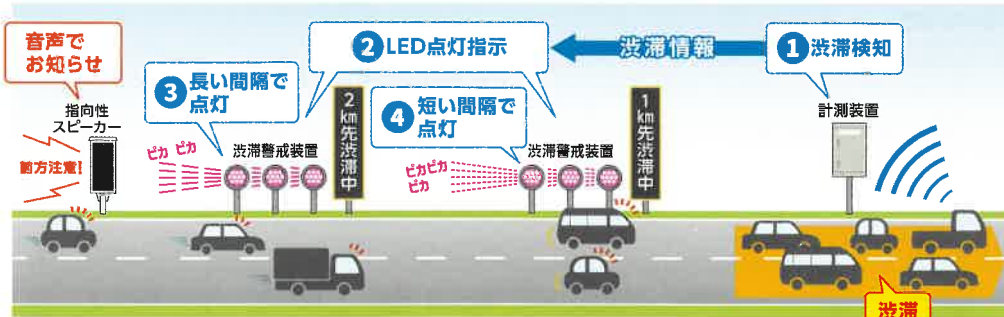 音声で
お知らせ
指向性
スピーカー
前方注意!
3 長い間隔で
点灯
2 LED点灯指示
渋滞情報
1 渋滞検知
ピカ ピカ
渋滞警戒装置
2km先渋滞中
4 短い間隔で
点灯
ピカピカ
ピカ
渋滞警戒装置
1km先渋滞中
計測装置
渋滞